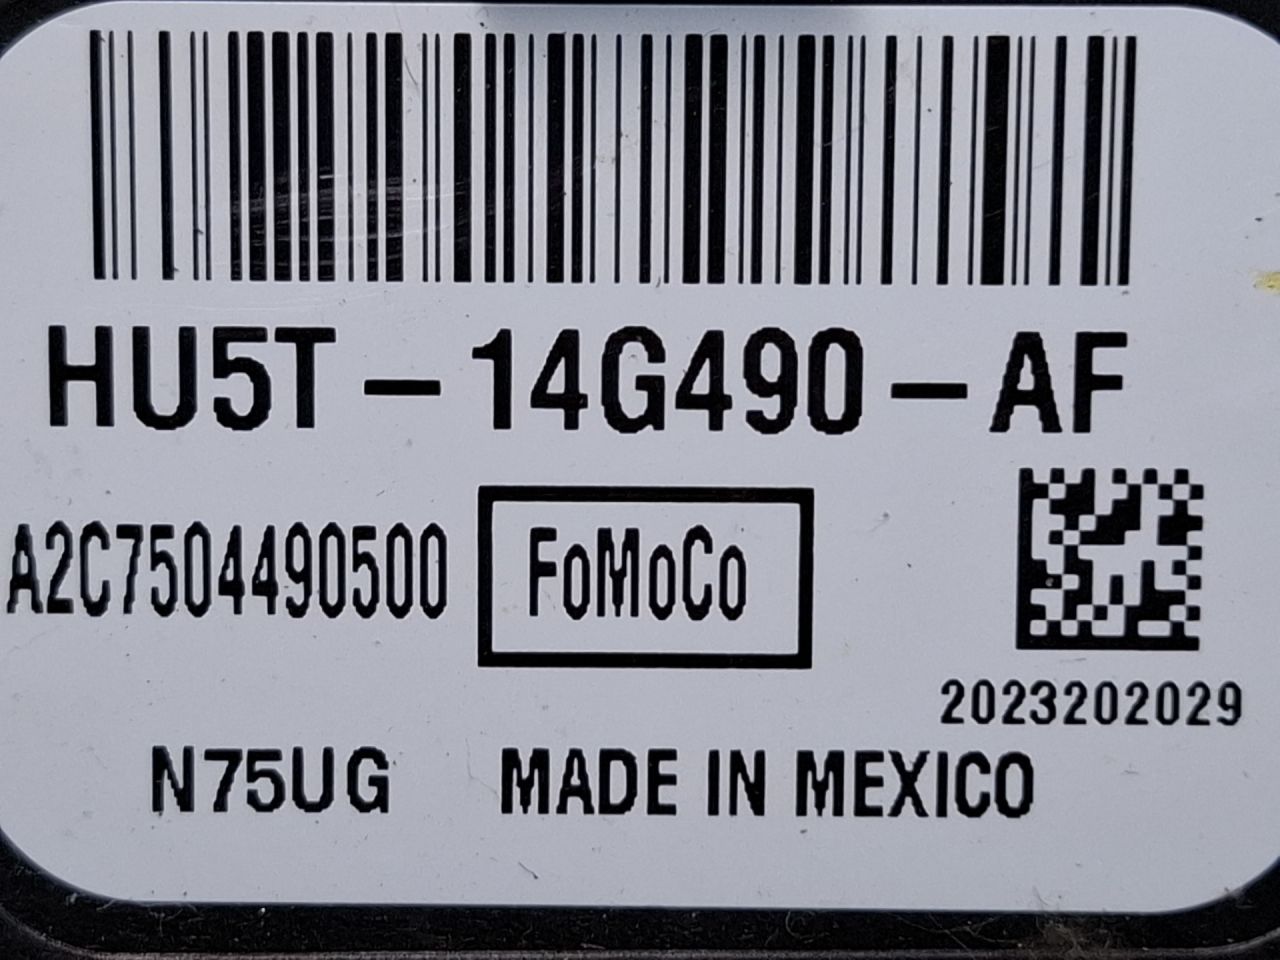 HU5T-14G490-AF
A2C7504490500
FoMoCo
2023202029
N75UG MADE IN MEXICO